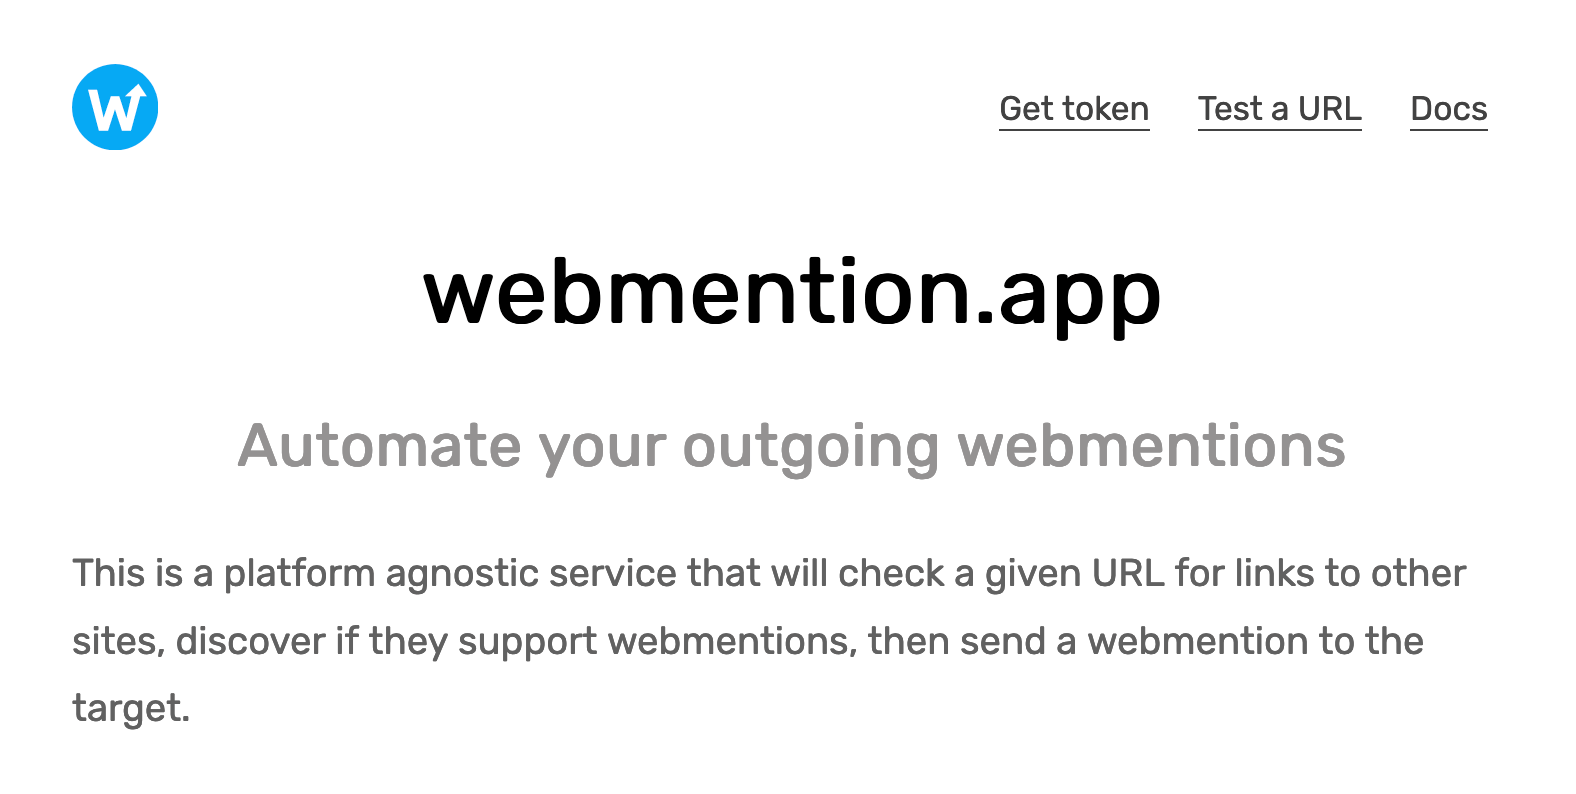 W
Get token Test a URL Docs
webmention.app
Automate your outgoing webmentions
This is a platform agnostic service that will check a given URL for links to other
sites, discover if they support webmentions, then send a webmention to the
target.